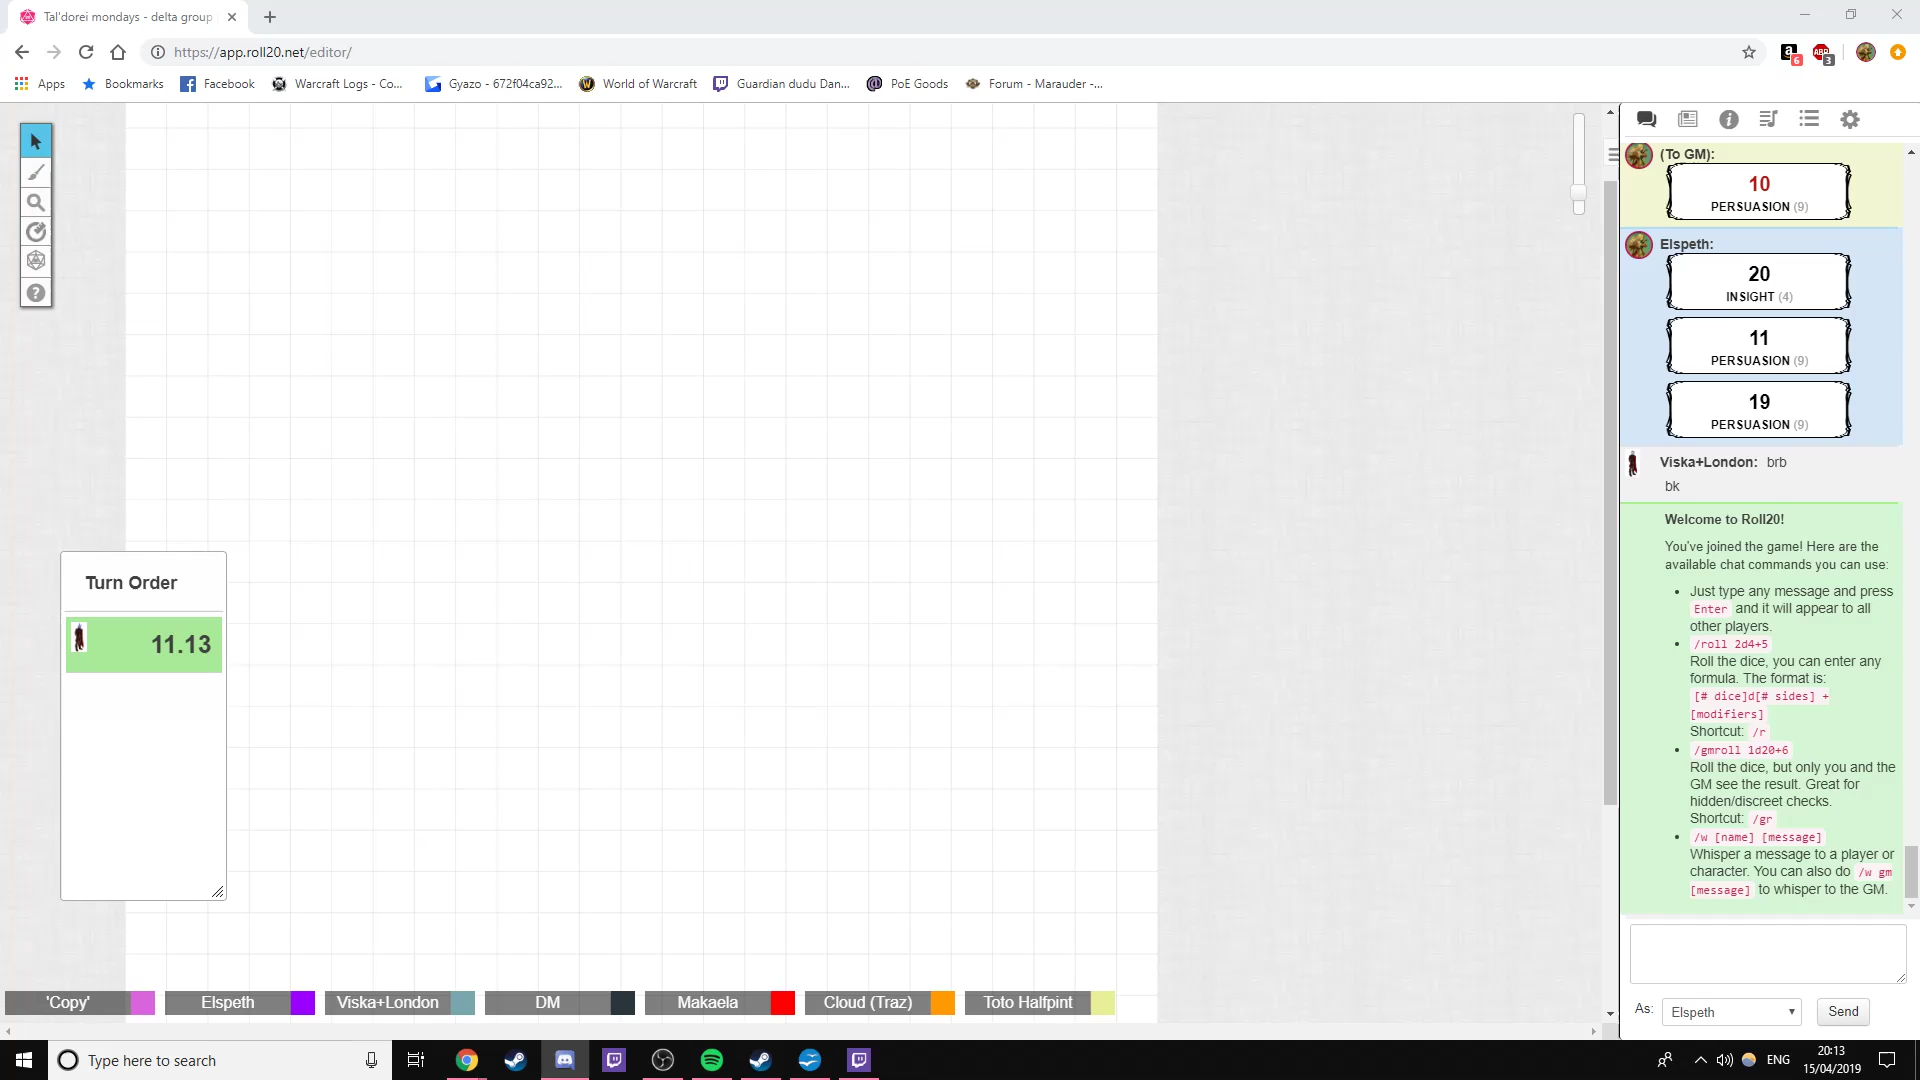 Tal'dorei mondays - delta group
https://app.roll20.net/editor/
6
ABP
3
Apps
Bookmarks
Facebook
Warcraft Logs - Co...
Gyazo - 672f04ca92...
World of Warcraft
Guardian dudu Dan...
PoE Goods
Forum - Marauder -...
(To GM):
10
PERSUASION (9)
Elspeth:
20
INSIGHT (4)
11
PERSUASION (9)
19
PERSUASION (9)
Viska+London: brb
bk
Welcome to Roll20!
You've joined the game! Here are the
available chat commands you can use:
Just type any message and press
Enter and it will appear to all
other players.
/roll 2d4+5
Roll the dice, you can enter any
formula. The format is:
[# dice]d[# sides] +
[modifiers]
Shortcut: /r
/gmroll 1d20+6
Roll the dice, but only you and the
GM see the result. Great for
hidden/discreet checks.
Shortcut: /gr
/w [name] [message]
Whisper a message to a player or
character. You can also do /w gm
[message] to whisper to the GM.
Turn Order
11.13
'Copy'
Elspeth
Viska+London
DM
Makaela
Cloud (Traz)
Toto Halfpint
As:
Elspeth
Send
Type here to search
ENG
20:13
15/04/2019